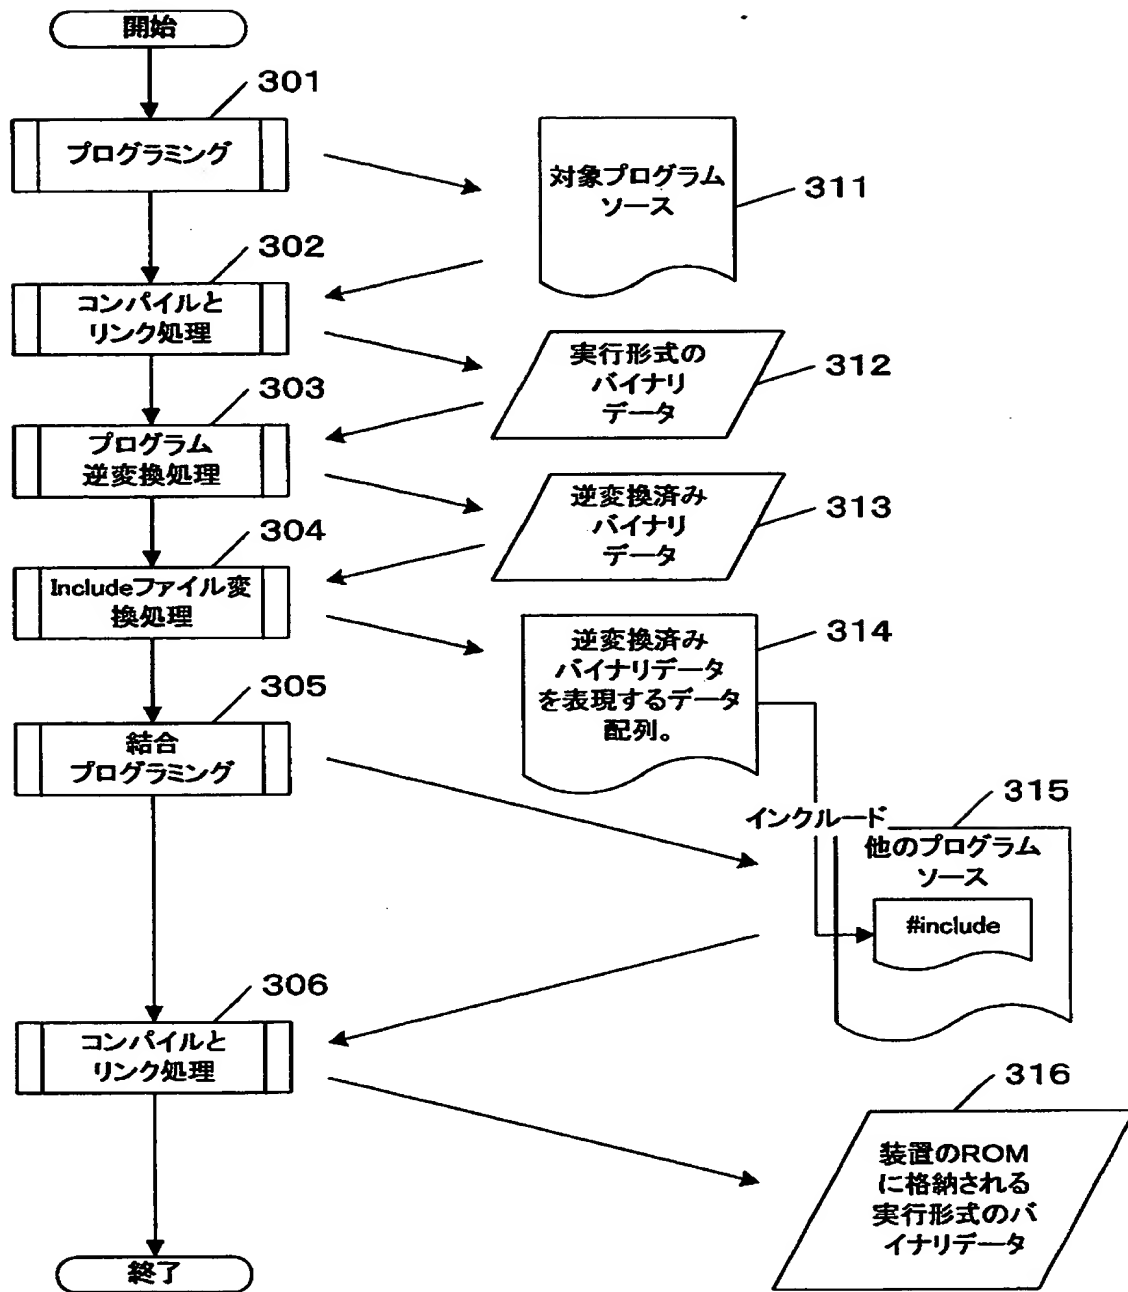 開始
301
プログラミング
対象プログラム
ソース
311
302
コンパイルと
リンク処理
実行形式の
バイナリ
データ
312
303
プログラム
逆変換処理
逆変換済み
バイナリ
データ
313
304
Includeファイル変
換処理
逆変換済み
バイナリデータ
を表現するデータ
配列。
314
305
結合
プログラミング
インクルード
315
他のプログラム
ソース
#include
306
コンパイルと
リンク処理
316
装置のROM
に格納される
実行形式のバ
イナリデータ
終了